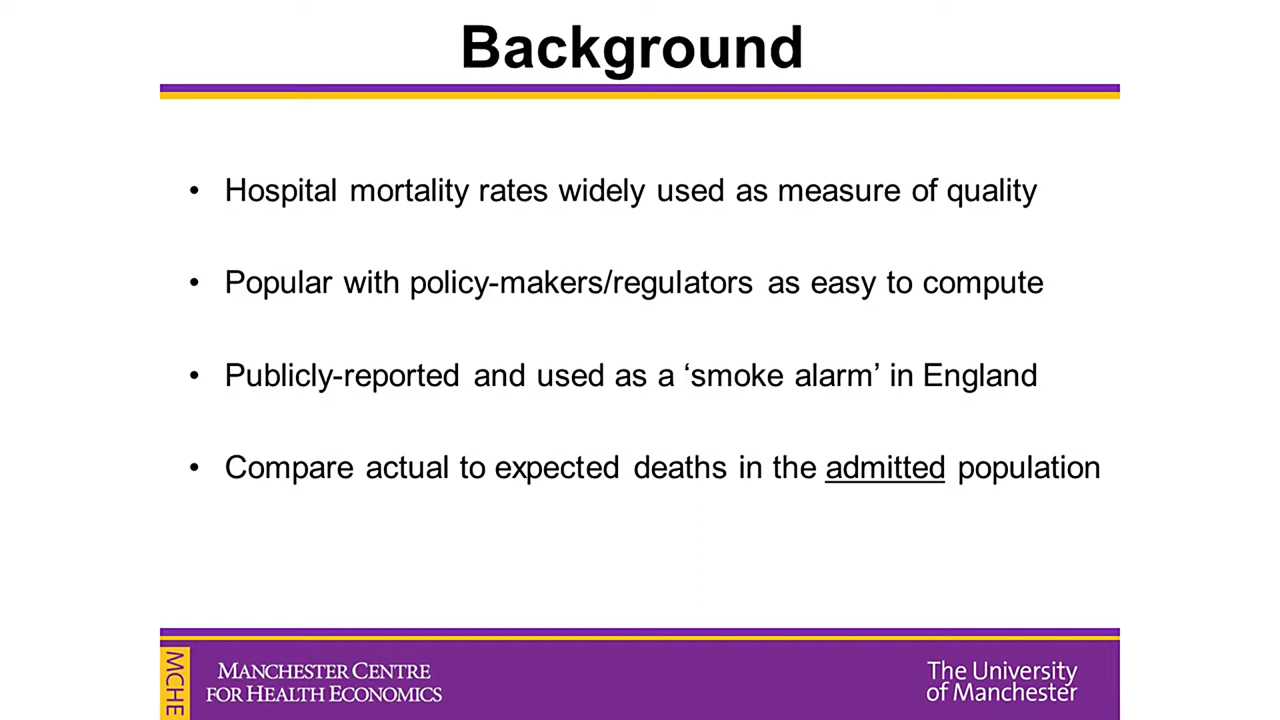 Background
• Hospital mortality rates widely used as measure of quality
• Popular with policy-makers/regulators as easy to compute
• Publicly-reported and used as a ‘smoke alarm’ in England
• Compare actual to expected deaths in the admitted population
MCHE
MANCHESTER CENTRE
FOR HEALTH ECONOMICS
The University
of Manchester